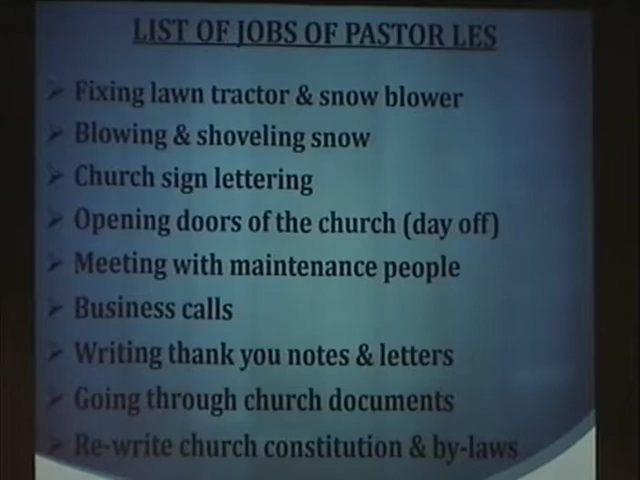 LIST OF JOBS OF PASTOR LES
Fixing lawn tractor & snow blower
Blowing & shoveling snow
Church sign lettering
Opening doors of the church (day off)
Meeting with maintenance people
Business calls
Writing thank you notes & letters
Going through church documents
Re-write church constitution & by-laws